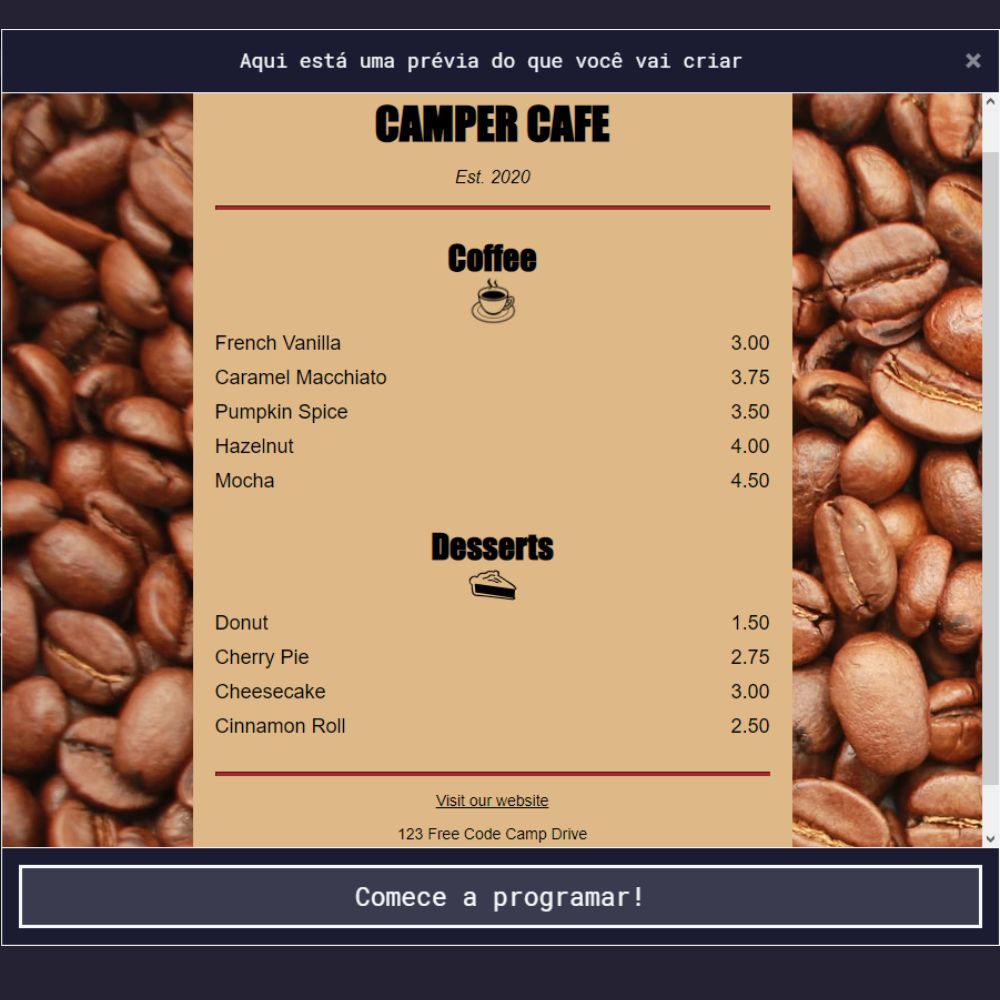 Aqui está uma prévia do que você vai criar ×
CAMPER CAFE
Est. 2020
Coffee
French Vanilla 3.00
Caramel Macchiato 3.75
Pumpkin Spice 3.50
Hazelnut 4.00
Mocha 4.50
Desserts
Donut 1.50
Cherry Pie 2.75
Cheesecake 3.00
Cinnamon Roll 2.50
Visit our website
123 Free Code Camp Drive
Comece a programar!